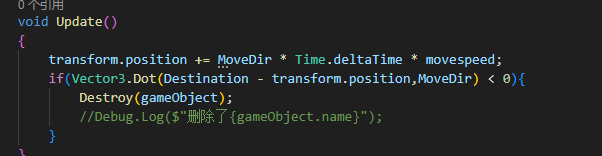 0 个引用
void Update()
{
transform.position += MoveDir * Time.deltaTime * movespeed;
if(Vector3.Dot(Destination - transform.position,MoveDir) < 0){
Destroy(gameObject);
//Debug.Log($"删除了{gameObject.name}");
}
}